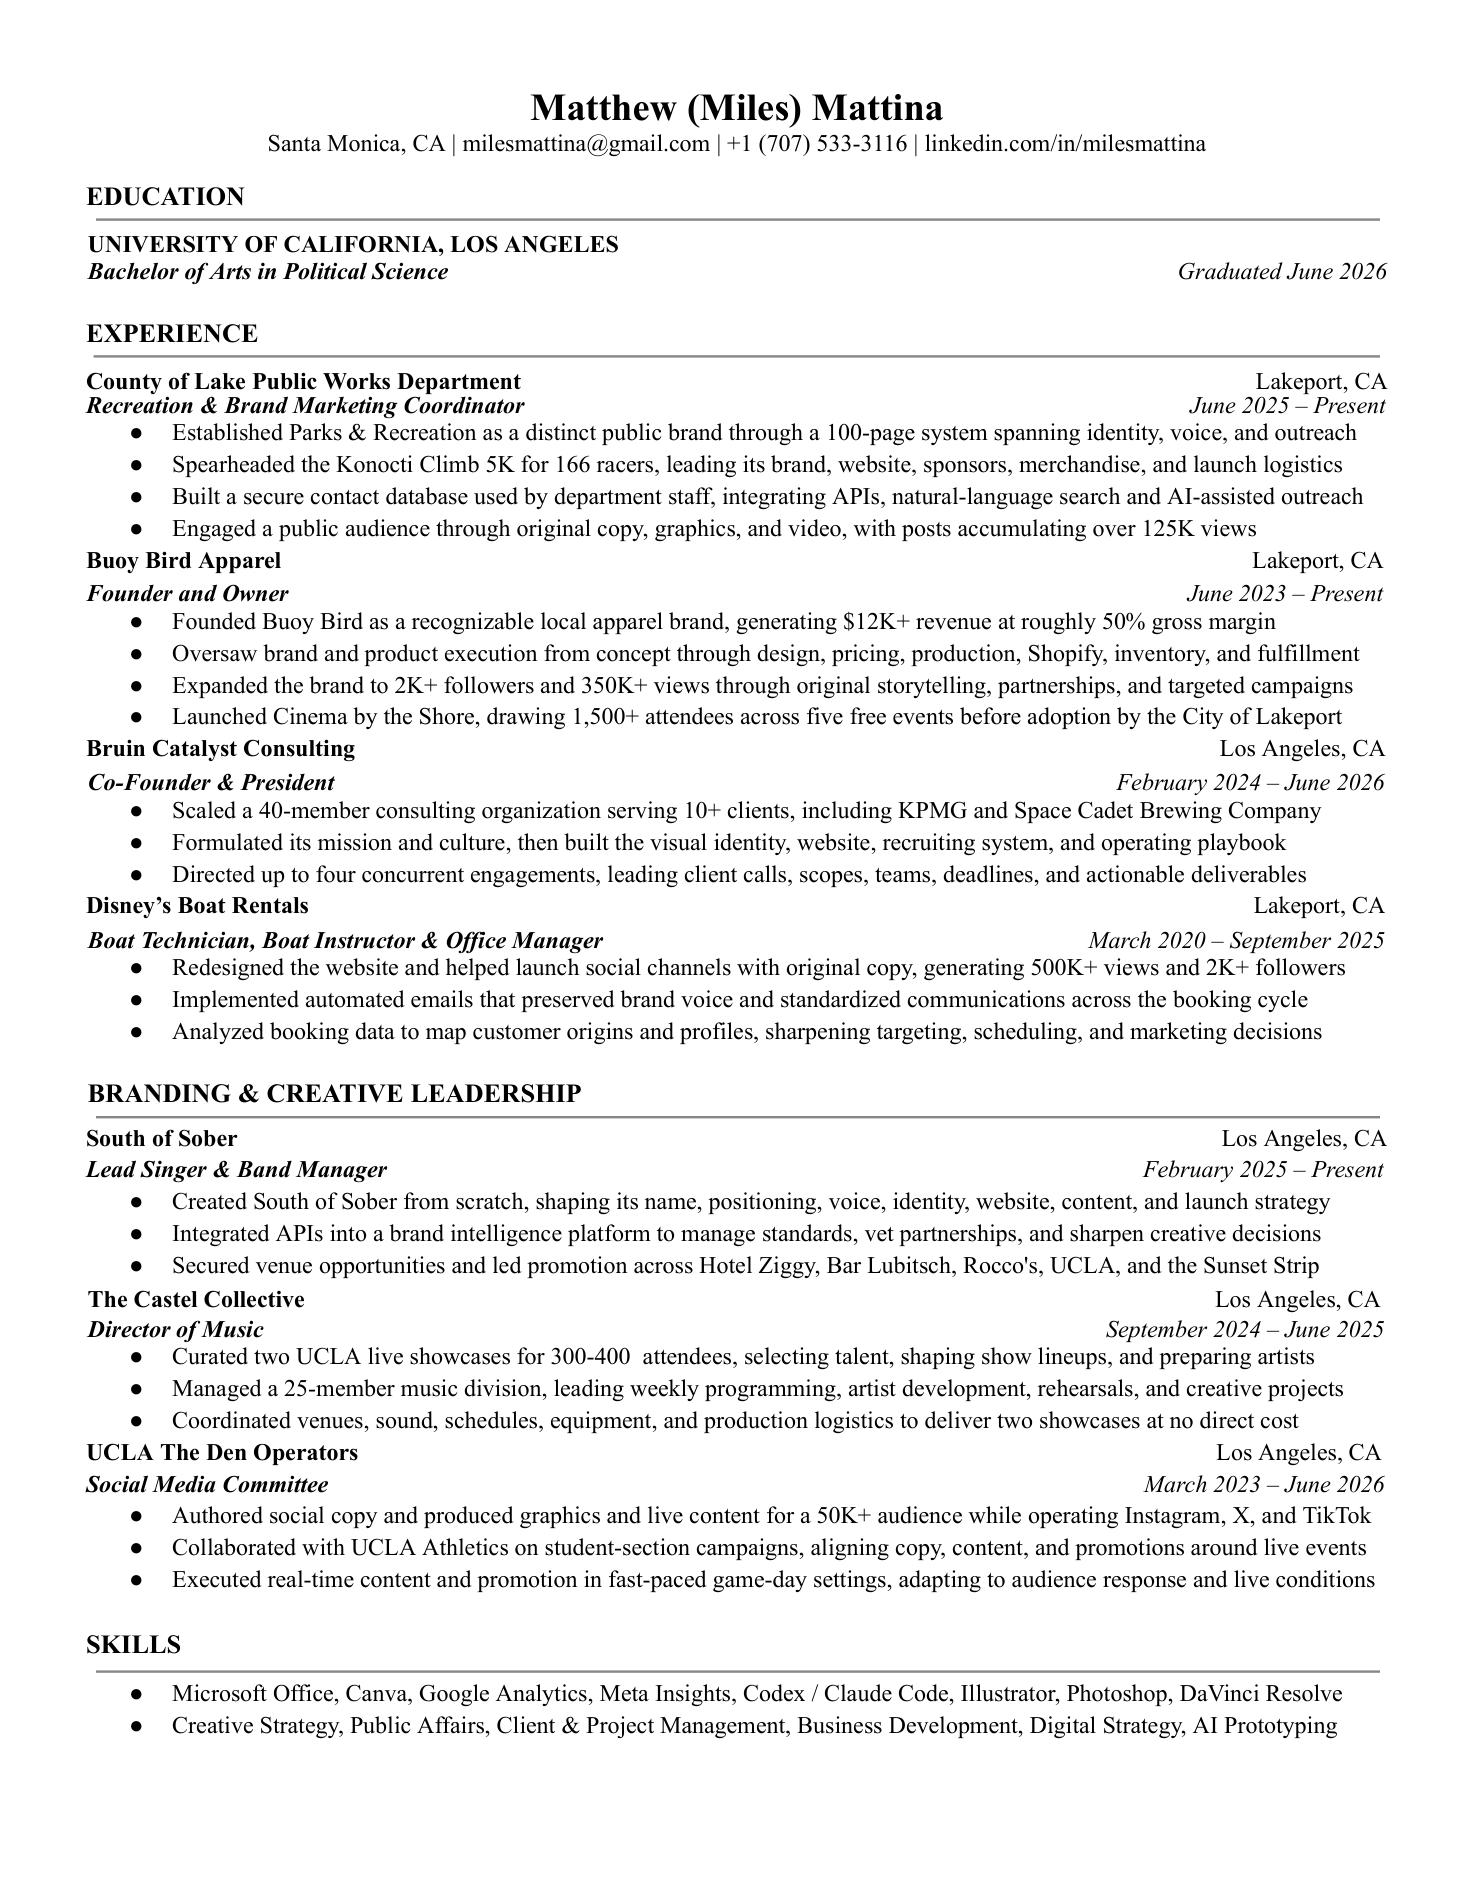 Matthew (Miles) Mattina
Santa Monica, CA | milesmattina@gmail.com | +1 (707) 533-3116 | linkedin.com/in/milesmattina
EDUCATION
UNIVERSITY OF CALIFORNIA, LOS ANGELES
Bachelor of Arts in Political Science Graduated June 2026
EXPERIENCE
County of Lake Public Works Department Lakeport, CA
Recreation & Brand Marketing Coordinator June 2025 – Present
● Established Parks & Recreation as a distinct public brand through a 100-page system spanning identity, voice, and outreach
● Spearheaded the Konocti Climb 5K for 166 racers, leading its brand, website, sponsors, merchandise, and launch logistics
● Built a secure contact database used by department staff, integrating APIs, natural-language search and AI-assisted outreach
● Engaged a public audience through original copy, graphics, and video, with posts accumulating over 125K views
Buoy Bird Apparel Lakeport, CA
Founder and Owner June 2023 – Present
● Founded Buoy Bird as a recognizable local apparel brand, generating $12K+ revenue at roughly 50% gross margin
● Oversaw brand and product execution from concept through design, pricing, production, Shopify, inventory, and fulfillment
● Expanded the brand to 2K+ followers and 350K+ views through original storytelling, partnerships, and targeted campaigns
● Launched Cinema by the Shore, drawing 1,500+ attendees across five free events before adoption by the City of Lakeport
Bruin Catalyst Consulting Los Angeles, CA
Co-Founder & President February 2024 – June 2026
● Scaled a 40-member consulting organization serving 10+ clients, including KPMG and Space Cadet Brewing Company
● Formulated its mission and culture, then built the visual identity, website, recruiting system, and operating playbook
● Directed up to four concurrent engagements, leading client calls, scopes, teams, deadlines, and actionable deliverables
Disney’s Boat Rentals Lakeport, CA
Boat Technician, Boat Instructor & Office Manager March 2020 – September 2025
● Redesigned the website and helped launch social channels with original copy, generating 500K+ views and 2K+ followers
● Implemented automated emails that preserved brand voice and standardized communications across the booking cycle
● Analyzed booking data to map customer origins and profiles, sharpening targeting, scheduling, and marketing decisions
BRANDING & CREATIVE LEADERSHIP
South of Sober Los Angeles, CA
Lead Singer & Band Manager February 2025 – Present
● Created South of Sober from scratch, shaping its name, positioning, voice, identity, website, content, and launch strategy
● Integrated APIs into a brand intelligence platform to manage standards, vet partnerships, and sharpen creative decisions
● Secured venue opportunities and led promotion across Hotel Ziggy, Bar Lubitsch, Rocco's, UCLA, and the Sunset Strip
The Castel Collective Los Angeles, CA
Director of Music September 2024 – June 2025
● Curated two UCLA live showcases for 300-400  attendees, selecting talent, shaping show lineups, and preparing artists
● Managed a 25-member music division, leading weekly programming, artist development, rehearsals, and creative projects
● Coordinated venues, sound, schedules, equipment, and production logistics to deliver two showcases at no direct cost
UCLA The Den Operators Los Angeles, CA
Social Media Committee March 2023 – June 2026
● Authored social copy and produced graphics and live content for a 50K+ audience while operating Instagram, X, and TikTok
● Collaborated with UCLA Athletics on student-section campaigns, aligning copy, content, and promotions around live events
● Executed real-time content and promotion in fast-paced game-day settings, adapting to audience response and live conditions
SKILLS
● Microsoft Office, Canva, Google Analytics, Meta Insights, Codex / Claude Code, Illustrator, Photoshop, DaVinci Resolve
● Creative Strategy, Public Affairs, Client & Project Management, Business Development, Digital Strategy, AI Prototyping